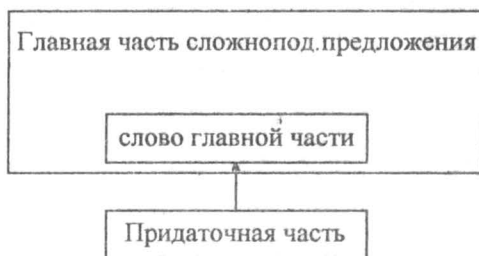 Главная часть сложнопод.предложения
слово главной части
Придаточная часть